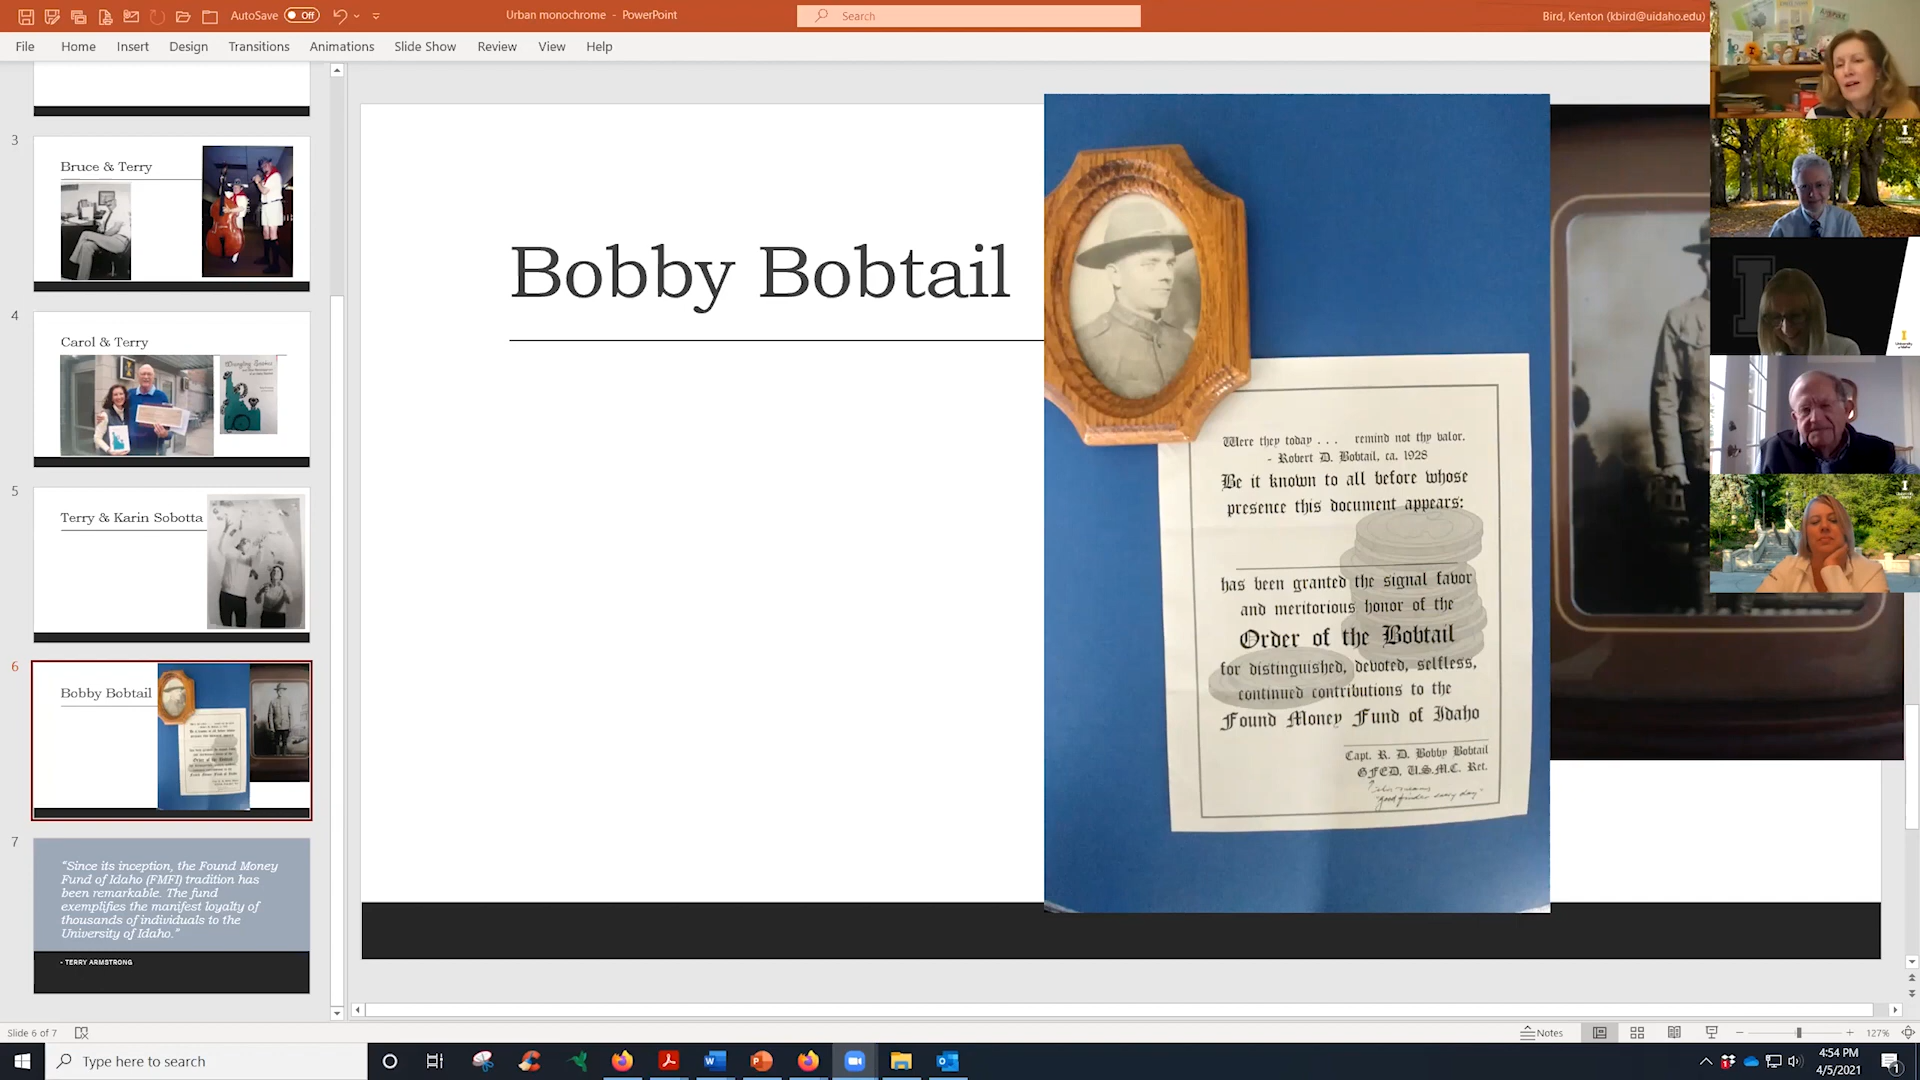 AutoSave Off
Urban monochrome - PowerPoint
Search
Bird, Kenton (kbird@uidaho.edu)
File Home Insert Design Transitions Animations Slide Show Review View Help
3
Bruce & Terry
4
Carol & Terry
5
Terry & Karin Sobotta
6
Bobby Bobtail
7
“Since its inception, the Found Money
Fund of Idaho (FMFI) tradition has
been remarkable. The fund
exemplifies the manifest loyalty of
thousands of individuals to the
University of Idaho.”
- TERRY ARMSTRONG
Bobby Bobtail
Were they today . . . remind not thy valor.
- Robert D. Bobtail, ca. 1928
Be it known to all before whose
presence this document appears:
has been granted the signal favor
and meritorious honor of the
Order of the Bobtail
for distinguished, devoted, selfless,
continued contributions to the
Found Money Fund of Idaho
Capt. R. D. Bobby Bobtail
GFED, U.S.M.C. Ret.
Slide 6 of 7
Notes
127%
Type here to search
4:54 PM
4/5/2021